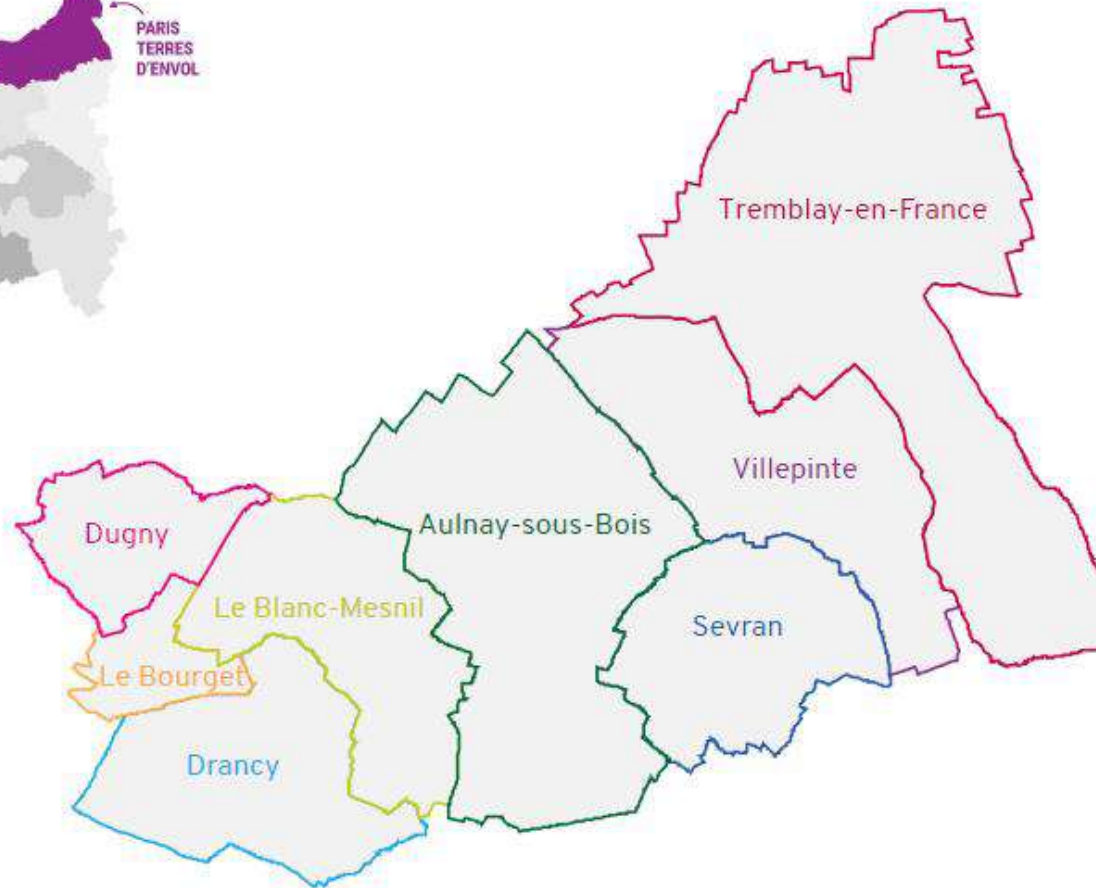 PARIS
TERRES
D'ENVOL
Tremblay-en-France
Villepinte
Aulnay-sous-Bois
Dugny
Le Blanc-Mesnil
Sevran
Le Bourget
Drancy